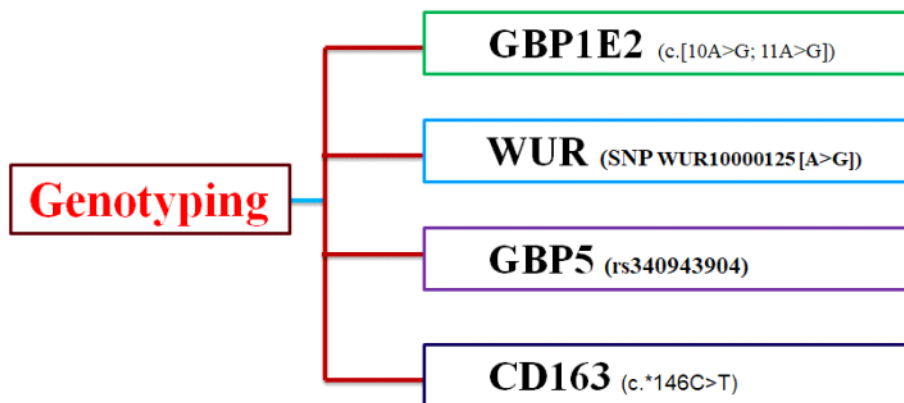 GBP1E2 (c.[10A>G; 11A>G])
WUR (SNP WUR10000125 [A>G])
Genotyping
GBP5 (rs340943904)
CD163 (c.*146C>T)